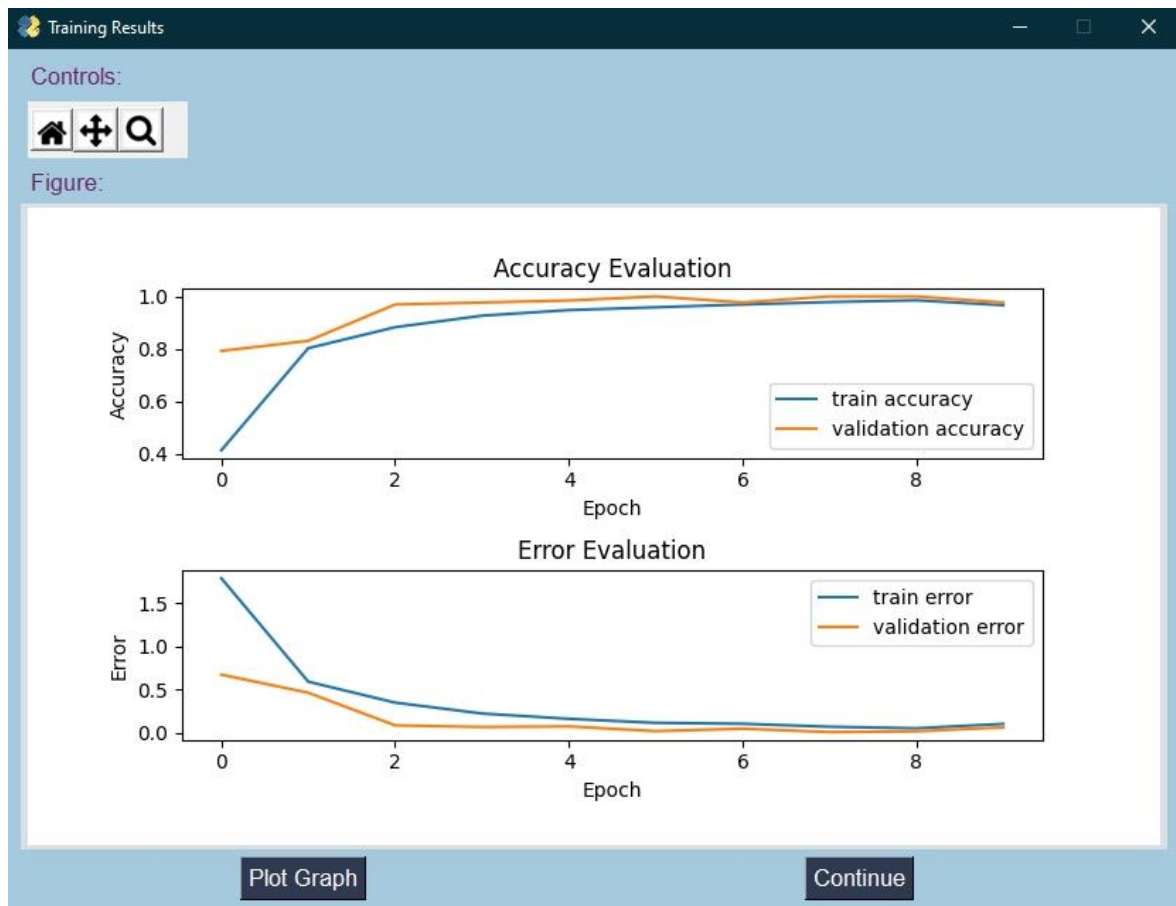 Training Results
Controls:
Figure:
Accuracy Evaluation
1.0
0.8
0.6
0.4
Accuracy
train accuracy
validation accuracy
0 2 4 6 8
Epoch
Error Evaluation
1.5
1.0
0.5
0.0
Error
train error
validation error
0 2 4 6 8
Epoch
Plot Graph Continue